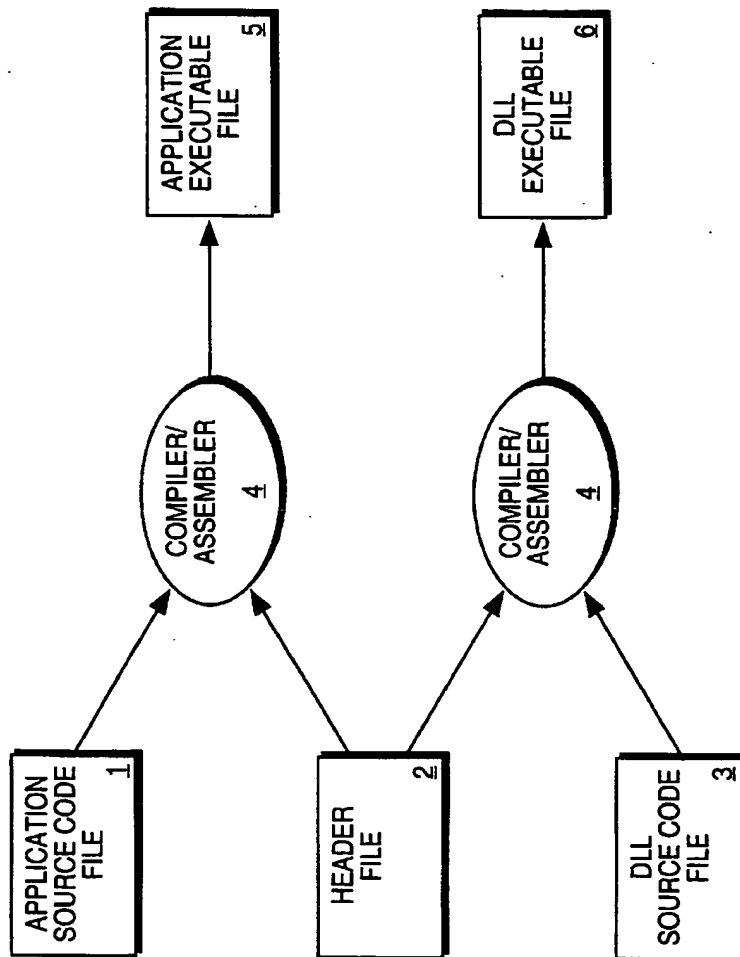 APPLICATION
SOURCE CODE
FILE
1
HEADER
FILE
2
DLL
SOURCE CODE
FILE
3
COMPILER/
ASSEMBLER
4
COMPILER/
ASSEMBLER
4
APPLICATION
EXECUTABLE
FILE
5
DLL
EXECUTABLE
FILE
6